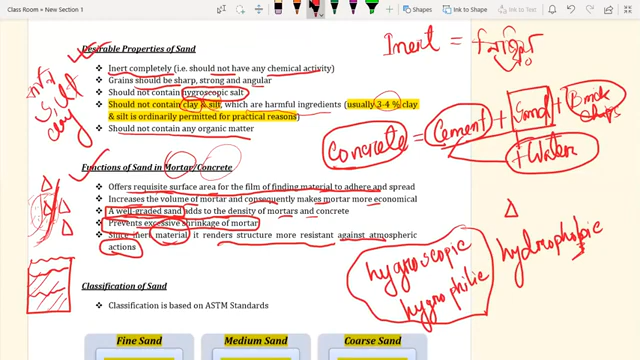 Class Room → New Section 1
Ink to Shape
Ink to Text
Desirable Properties of Sand
Inert completely (i.e. should not have any chemical activity)
Grains should be sharp, strong and angular
Should not contain hygroscopic salt
Should not contain clay & silt, which are harmful ingredients (usually 3-4 % clay
& silt is ordinarily permitted for practical reasons)
Should not contain any organic matter
Functions of Sand in Mortar/Concrete
Offers requisite surface area for the film of finding material to adhere and spread
Increases the volume of mortar and consequently makes mortar more economical
A well-graded sand adds to the density of mortars and concrete
Prevents excessive shrinkage of mortar
Since inert material, it renders structure more resistant against atmospheric
actions
Classification of Sand
Classification is based on ASTM Standards
Fine Sand
Medium Sand
Coarse Sand
silt
clay
Inert = নিষ্ক্রিয়
Concrete = Cement + Sand + Brick
chips
+ Water
hygroscopic
hygrophilic
hydrophobic